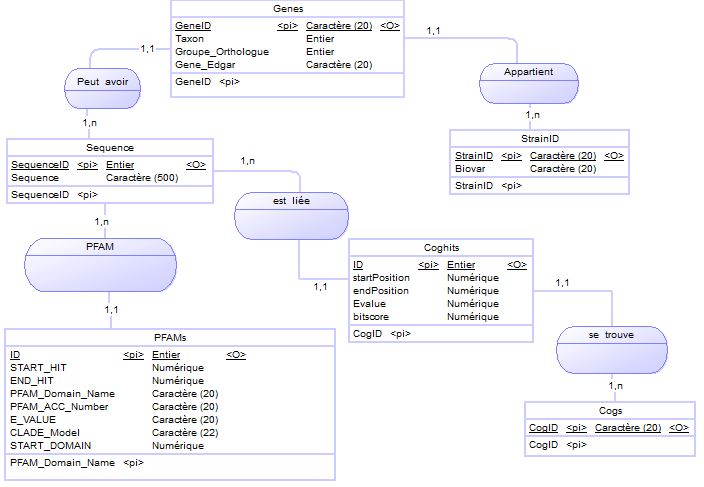 Genes
GeneID <pi> Caractère (20) <O>
Taxon Entier
Groupe_Orthologue Entier
Gene_Edgar Caractère (20)
GeneID <pi>
1,1
1,1
Peut avoir
Appartient
1,n
1,n
Sequence
SequenceID <pi> Entier <O>
Sequence Caractère (500)
SequenceID <pi>
StrainID
StrainID <pi> Caractère (20) <O>
Biovar Caractère (20)
StrainID <pi>
1,n
est liée
1,n
PFAM
1,1
Coghits
ID <pi> Entier <O>
startPosition Numérique
endPosition Numérique
Evalue Numérique
bitscore Numérique
CogID <pi>
1,1
1,1
PFAMs
ID <pi> Entier <O>
START_HIT Numérique
END_HIT Numérique
PFAM_Domain_Name Caractère (20)
PFAM_ACC_Number Caractère (20)
E_VALUE Caractère (20)
CLADE_Model Caractère (22)
START_DOMAIN Numérique
PFAM_Domain_Name <pi>
se trouve
1,n
Cogs
CogID <pi> Caractère (20) <O>
CogID <pi>